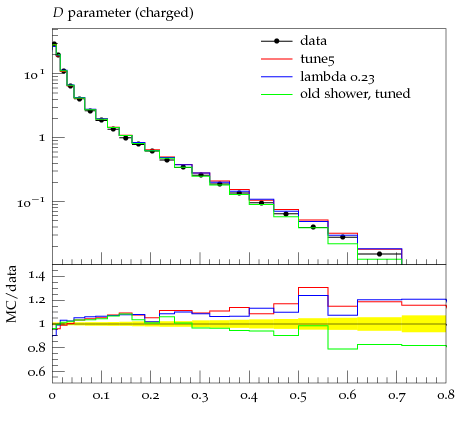 D parameter (charged)
data
tune5
lambda 0.23
old shower, tuned
10^1
1
10^-1
MC/data
1.4
1.2
1
0.8
0.6
0 0.1 0.2 0.3 0.4 0.5 0.6 0.7 0.8